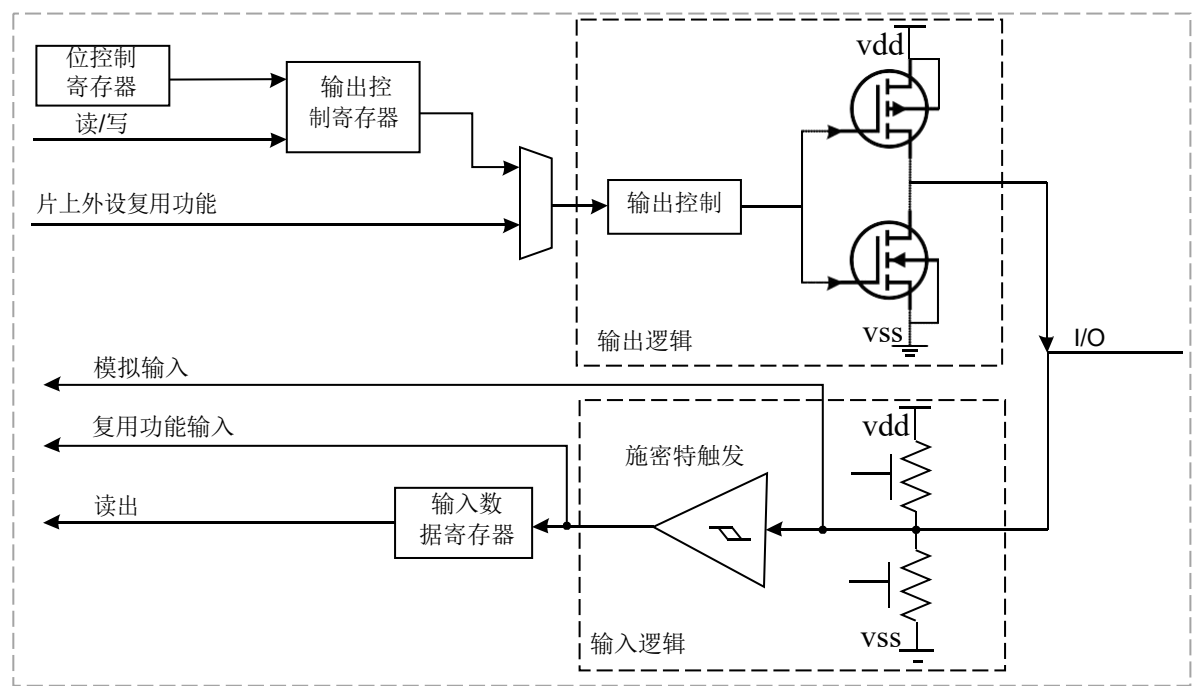 位控制
寄存器
读/写
输出控
制寄存器
片上外设复用功能
输出控制
vdd
vss
输出逻辑
I/O
模拟输入
复用功能输入
读出
输入数
据寄存器
施密特触发
vdd
vss
输入逻辑